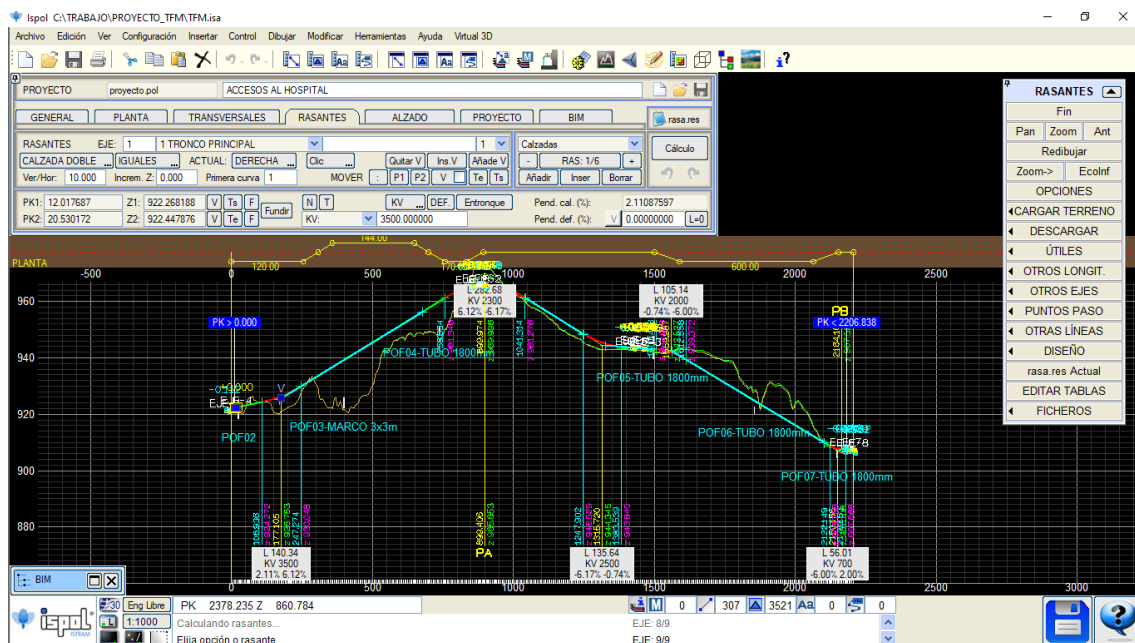 Ispol C:\TRABAJO\PROYECTO_TFM\TFM.isa
Archivo Edición Ver Configuración Insertar Control Dibujar Modificar Herramientas Ayuda Virtual 3D
PROYECTO proyecto.pol ACCESOS AL HOSPITAL
GENERAL PLANTA TRANSVERSALES RASANTES ALZADO PROYECTO BIM rasa.res
RASANTES EJE: 1 1 TRONCO PRINCIPAL 1 Calzadas Cálculo
CALZADA DOBLE ... IGUALES ... ACTUAL: DERECHA ... Clic ... Quitar V Ins.V Añade V - RAS: 1/6 +
Ver/Hor: 10.000 Increm. Z: 0.000 Primera curva 1 MOVER : P1 P2 V Te Ts Añadir Inser Borrar
PK1: 12.017687 Z1: 922.268188 V Ts F Fundir N T KV ... DEF. Entronque Pend. cal. (%): 2.11087597
PK2: 20.530172 Z2: 922.447876 V Te F KV: 3500.000000 Pend. def. (%): V 0.00000000 L=0
RASANTES
Fin
Pan Zoom Ant
Redibujar
Zoom-> EcoInf
OPCIONES
CARGAR TERRENO
DESCARGAR
ÚTILES
OTROS LONGIT.
OTROS EJES
PUNTOS PASO
OTRAS LÍNEAS
DISEÑO
rasa.res Actual
EDITAR TABLAS
FICHEROS
144.00
PLANTA 120.00 600.00
-500 0 500 1000 1500 2000 2500
L 282.68
KV 2300
6.12% -6.17%
L 105.14
KV 2000
-0.74% -6.00%
960
PK > 0.000
PB
PK < 2206.838
940
POF04-TUBO 1800mm
POF05-TUBO 1800mm
V
920
POF02
POF03-MARCO 3x3m
POF06-TUBO 1800mm
900
POF07-TUBO 1800mm
880
PA
L 140.34
KV 3500
2.11% 6.12%
L 135.64
KV 2500
-6.17% -0.74%
L 56.01
KV 700
-6.00% 2.00%
0 500 1000 1500 2000 2500 3000
BIM
ispol ISTRAM
30 Eng Libre PK 2378.235 Z 860.784 M 0 307 3521 Aa 0 0
L 1:1000 Calculando rasantes... EJE: 8/9
Elija opción o rasante EJE: 9/9